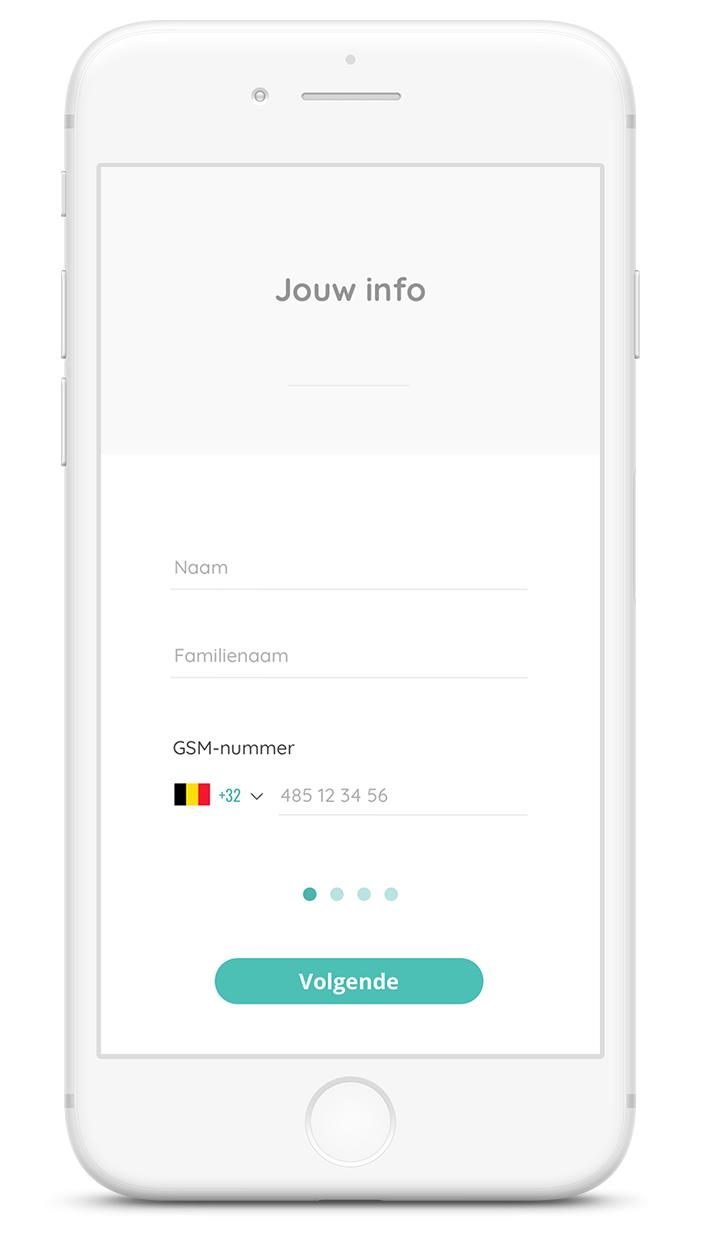 Jouw info
Naam
Familienaam
GSM-nummer
+32 485 12 34 56
Volgende